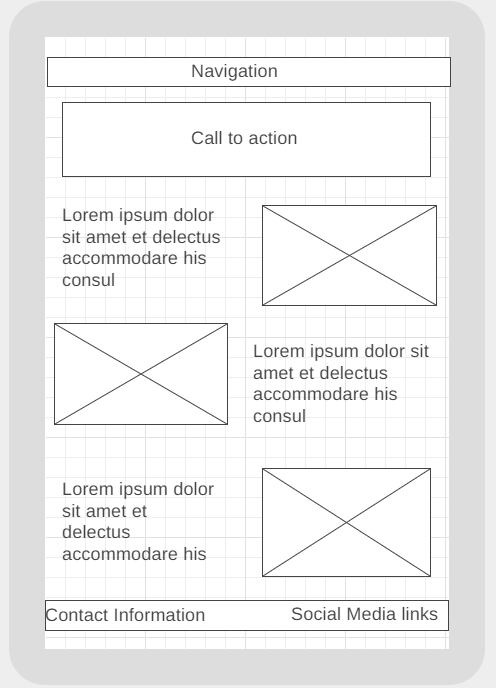 Navigation
Call to action
Lorem ipsum dolor
sit amet et delectus
accommodare his
consul
Lorem ipsum dolor sit
amet et delectus
accommodare his
consul
Lorem ipsum dolor
sit amet et
delectus
accommodare his
Contact Information
Social Media links